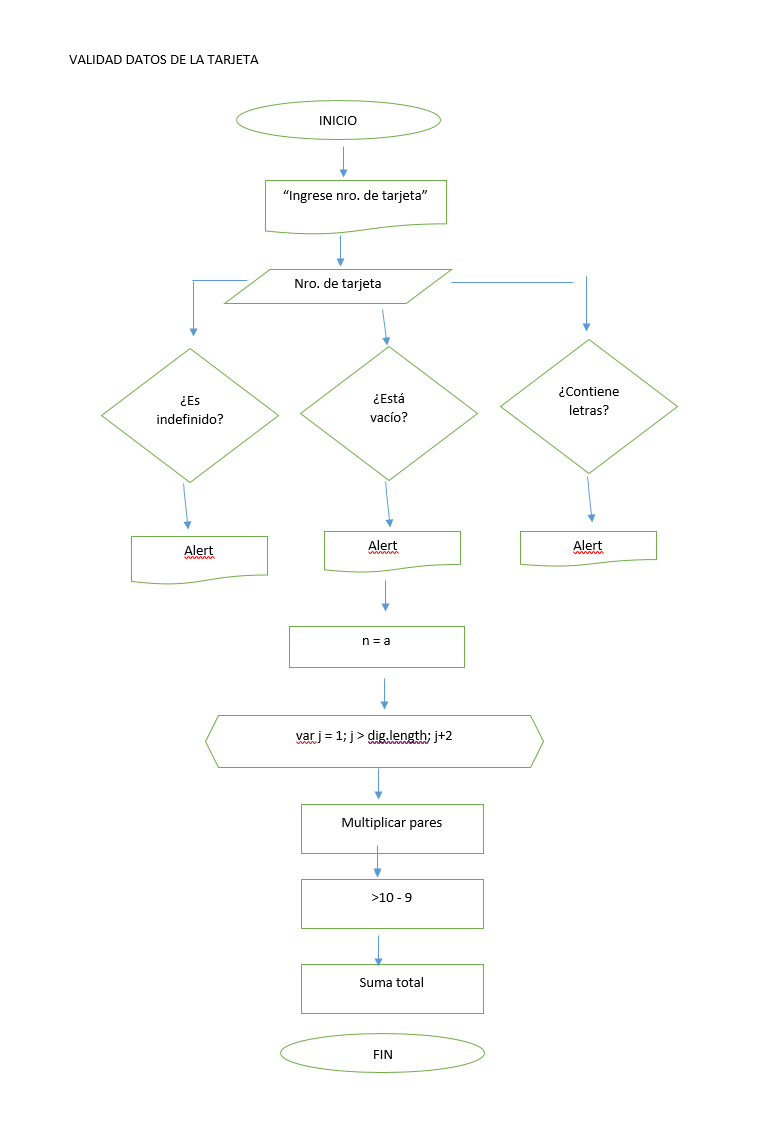 VALIDAD DATOS DE LA TARJETA
INICIO
“Ingrese nro. de tarjeta”
Nro. de tarjeta
¿Es
indefinido?
¿Está
vacío?
¿Contiene
letras?
Alert
Alert
Alert
n = a
var j = 1; j > dig.length; j+2
Multiplicar pares
>10 - 9
Suma total
FIN